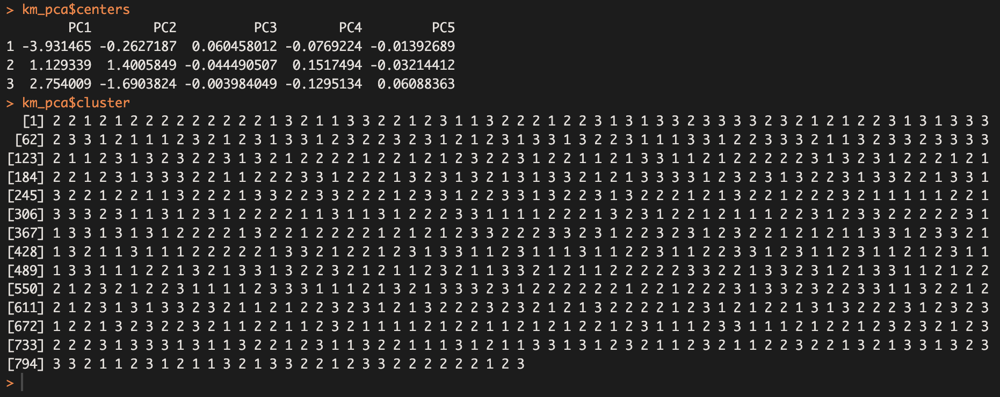 > km_pca$centers
PC1 PC2 PC3 PC4 PC5
1 -3.931465 -0.2627187 0.060458012 -0.0769224 -0.01392689
2 1.129339 1.4005849 -0.044490507 0.1517494 -0.03214412
3 2.754009 -1.6903824 -0.003984049 -0.1295134 0.06088363
> km_pca$cluster
[1] 2 2 1 2 1 2 2 2 2 2 2 2 2 2 1 3 2 1 1 3 3 2 2 1 2 3 1 1 3 2 2 2 1 2 2 3 1 3 1 3 3 2 3 3 3 3 2 3 2 1 2 1 2 2 3 1 3 1 3 3 3
[62] 2 3 3 1 2 1 1 1 2 3 2 1 2 3 1 3 3 1 2 3 2 2 3 2 3 1 2 1 2 3 1 3 3 1 3 2 2 3 1 1 1 3 3 1 2 2 3 3 3 2 1 1 3 2 3 3 2 3 3 3 3
[123] 2 1 1 2 3 1 3 2 3 2 2 3 1 3 2 1 2 2 2 2 1 2 2 1 2 1 2 3 2 2 3 1 2 2 1 1 2 1 3 3 1 1 2 1 2 2 2 2 2 2 3 1 3 2 3 1 2 2 2 1 2 1
[184] 2 2 1 2 3 1 3 3 3 2 2 1 1 2 2 2 3 3 1 2 2 2 1 3 2 3 1 3 2 1 3 1 3 3 2 1 2 1 3 3 3 3 1 2 3 2 3 1 3 2 2 3 1 3 3 2 2 1 3 3 1
[245] 3 2 2 1 2 2 1 1 3 2 2 2 1 3 3 2 2 3 3 2 2 2 1 2 3 3 1 2 2 3 3 1 3 2 2 3 1 3 2 2 2 1 2 1 3 2 2 1 2 2 2 3 2 1 1 1 1 1 2 2 1
[306] 3 3 3 2 3 1 1 3 1 2 3 1 2 2 2 2 1 1 3 1 1 3 1 2 2 2 3 3 1 1 1 1 2 2 2 1 3 2 3 1 2 2 1 2 1 1 1 2 2 3 1 2 3 3 2 2 2 2 2 3 1
[367] 1 3 3 1 3 1 3 1 2 2 2 2 1 3 2 2 1 2 2 2 2 1 2 1 2 1 2 3 3 2 2 2 3 3 2 3 1 2 2 3 2 3 1 2 3 2 2 1 2 1 2 1 1 3 3 1 2 3 3 2 1
[428] 1 3 2 1 1 3 1 1 1 2 2 2 2 2 1 3 3 2 1 2 2 1 2 3 1 3 3 1 1 2 3 1 1 1 3 1 1 2 2 3 1 1 2 2 3 3 1 2 3 1 1 2 3 1 1 2 1 2 3 1 1
[489] 1 3 3 1 1 1 2 2 1 3 2 1 3 3 1 3 2 2 3 2 1 2 1 1 2 3 2 1 1 3 3 2 1 2 1 1 2 2 2 2 2 3 3 2 2 1 3 3 2 3 1 2 1 3 3 1 1 2 1 2 2
[550] 2 1 2 3 2 1 2 2 3 1 1 1 1 2 3 3 3 1 1 1 2 1 3 2 1 3 3 3 2 3 1 2 2 2 2 2 2 1 2 2 1 2 2 2 3 1 3 3 2 3 2 2 3 3 1 1 3 2 2 1 2
[611] 2 1 2 3 1 3 1 3 3 2 3 2 1 1 2 1 2 2 3 2 3 1 2 1 3 2 2 2 3 2 3 2 1 2 1 3 2 2 2 2 1 2 3 1 2 1 2 2 1 3 1 3 2 2 2 3 1 2 3 2 3
[672] 1 2 2 1 3 2 3 2 2 3 2 1 1 2 2 1 1 2 3 2 1 1 1 1 2 1 2 2 1 1 2 1 2 1 2 2 1 2 3 1 1 1 2 3 3 1 1 1 2 1 2 2 1 2 3 2 3 2 1 2 3
[733] 2 2 2 3 1 3 3 3 1 3 1 1 3 2 2 1 2 3 1 1 3 2 2 1 1 1 3 1 2 1 1 3 3 1 3 1 2 3 2 1 1 2 3 2 1 1 2 2 3 2 2 1 3 2 1 3 3 1 3 2 3
[794] 3 3 2 1 1 2 3 1 2 1 1 3 2 1 3 3 2 2 1 2 3 3 2 2 2 2 2 2 1 2 3
>